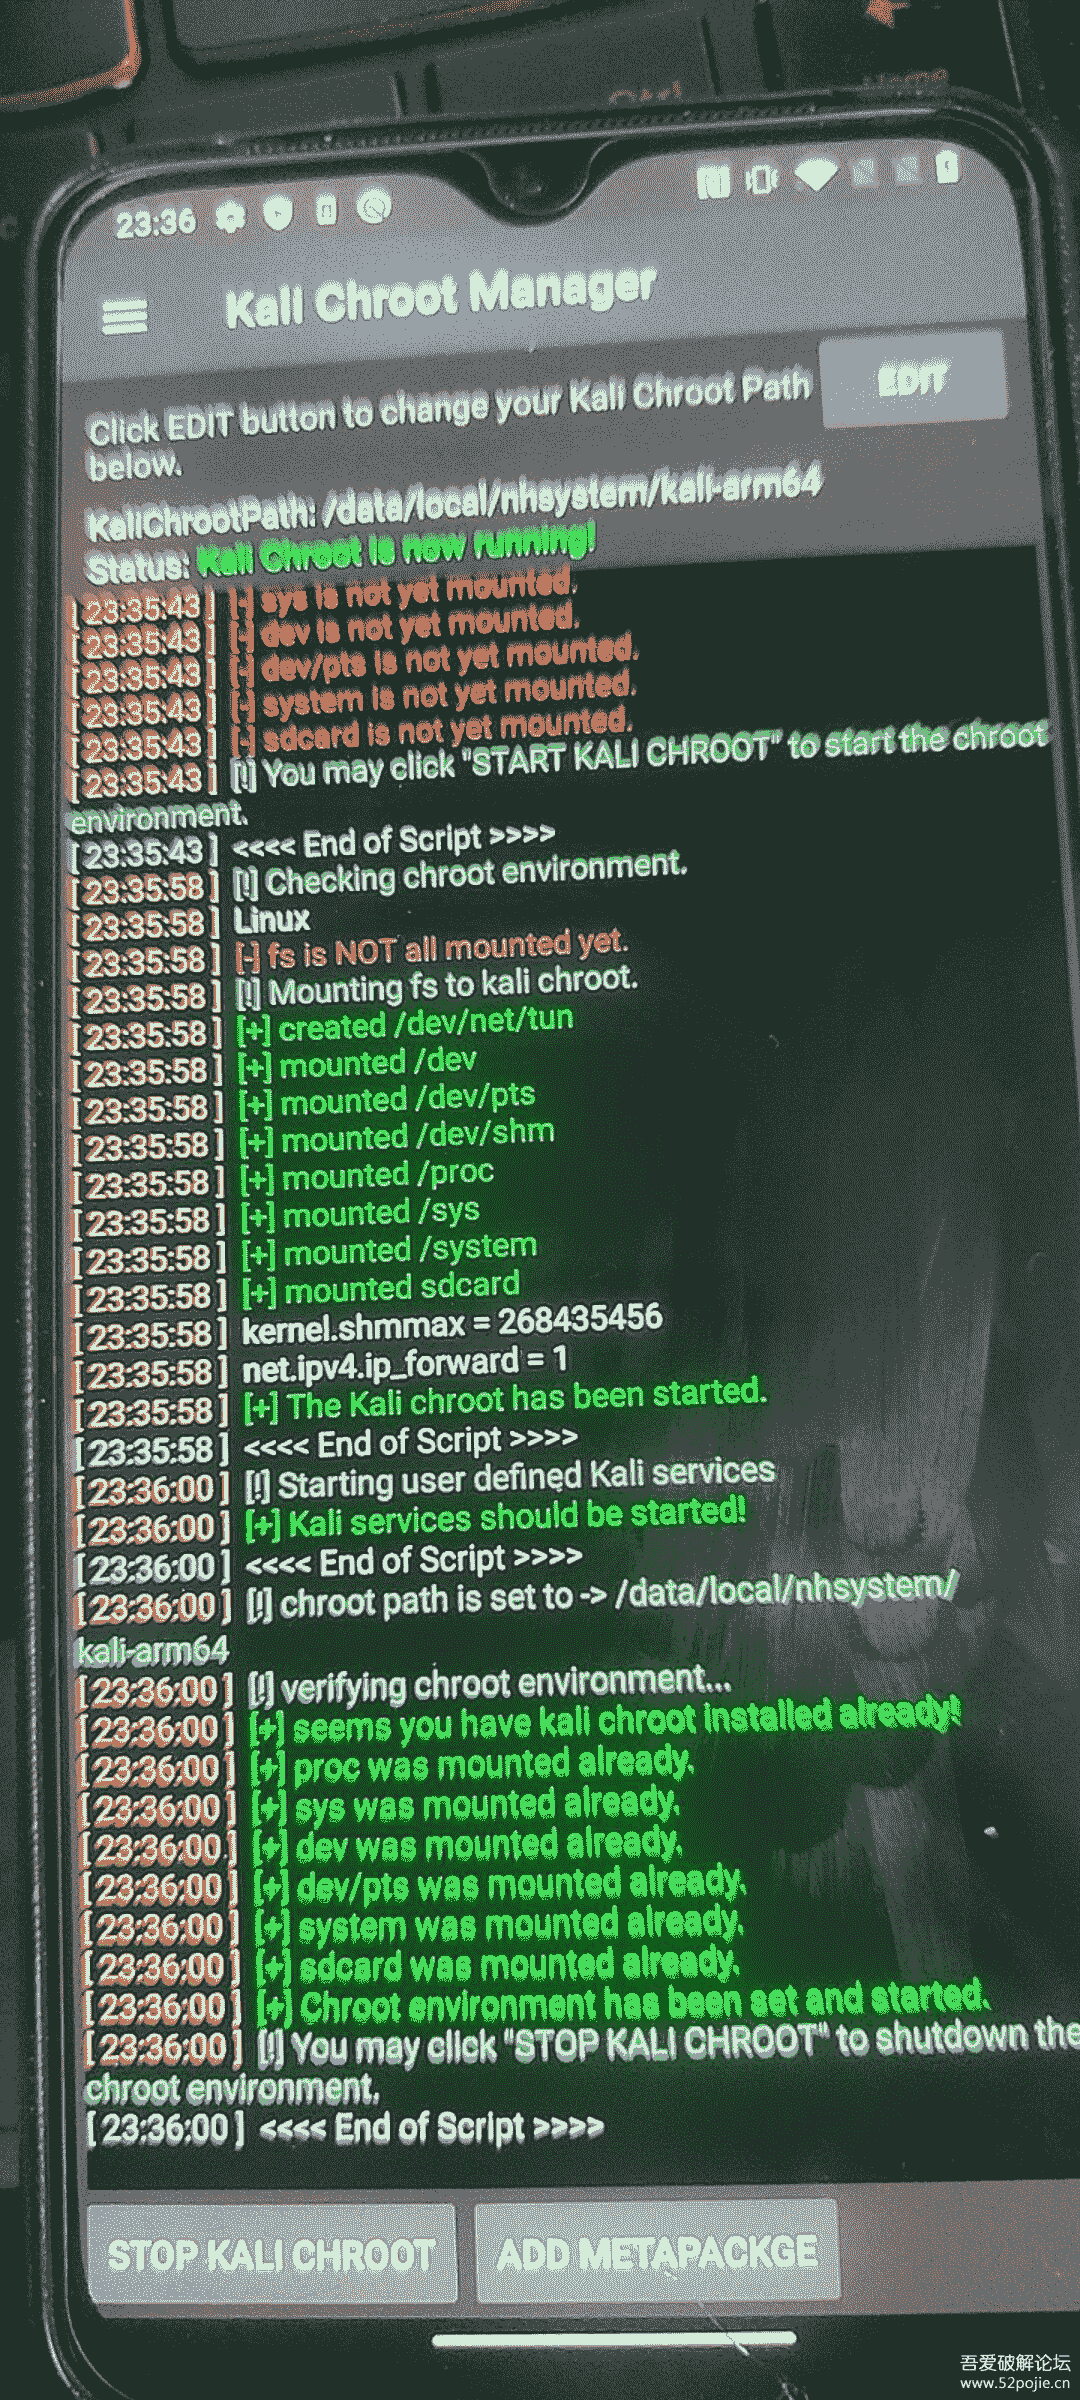 Ctrl
Home
23:36
Kali Chroot Manager
Click EDIT button to change your Kali Chroot Path
below.
EDIT
KaliChrootPath: /data/local/nhsystem/kali-arm64
Status: Kali Chroot is now running!
[ 23:35:43 ] [-] sys is not yet mounted.
[ 23:35:43 ] [-] dev is not yet mounted.
[ 23:35:43 ] [-] dev/pts is not yet mounted.
[ 23:35:43 ] [-] system is not yet mounted.
[ 23:35:43 ] [-] sdcard is not yet mounted.
[ 23:35:43 ] [!] You may click "START KALI CHROOT" to start the chroot
environment.
[ 23:35:43 ] <<<< End of Script >>>>
[ 23:35:58 ] [!] Checking chroot environment.
[ 23:35:58 ] Linux
[ 23:35:58 ] [-] fs is NOT all mounted yet.
[ 23:35:58 ] [!] Mounting fs to kali chroot.
[ 23:35:58 ] [+] created /dev/net/tun
[ 23:35:58 ] [+] mounted /dev
[ 23:35:58 ] [+] mounted /dev/pts
[ 23:35:58 ] [+] mounted /dev/shm
[ 23:35:58 ] [+] mounted /proc
[ 23:35:58 ] [+] mounted /sys
[ 23:35:58 ] [+] mounted /system
[ 23:35:58 ] [+] mounted sdcard
[ 23:35:58 ] kernel.shmmax = 268435456
[ 23:35:58 ] net.ipv4.ip_forward = 1
[ 23:35:58 ] [+] The Kali chroot has been started.
[ 23:35:58 ] <<<< End of Script >>>>
[ 23:36:00 ] [!] Starting user defined Kali services
[ 23:36:00 ] [+] Kali services should be started!
[ 23:36:00 ] <<<< End of Script >>>>
[ 23:36:00 ] [!] chroot path is set to -> /data/local/nhsystem/
kali-arm64
[ 23:36:00 ] [!] verifying chroot environment...
[ 23:36:00 ] [+] seems you have kali chroot installed already!
[ 23:36:00 ] [+] proc was mounted already.
[ 23:36:00 ] [+] sys was mounted already.
[ 23:36:00 ] [+] dev was mounted already.
[ 23:36:00 ] [+] dev/pts was mounted already.
[ 23:36:00 ] [+] system was mounted already.
[ 23:36:00 ] [+] sdcard was mounted already.
[ 23:36:00 ] [+] Chroot environment has been set and started.
[ 23:36:00 ] [!] You may click "STOP KALI CHROOT" to shutdown the
chroot environment.
[ 23:36:00 ] <<<< End of Script >>>>
STOP KALI CHROOT
ADD METAPACKGE
吾爱破解论坛
www.52pojie.cn